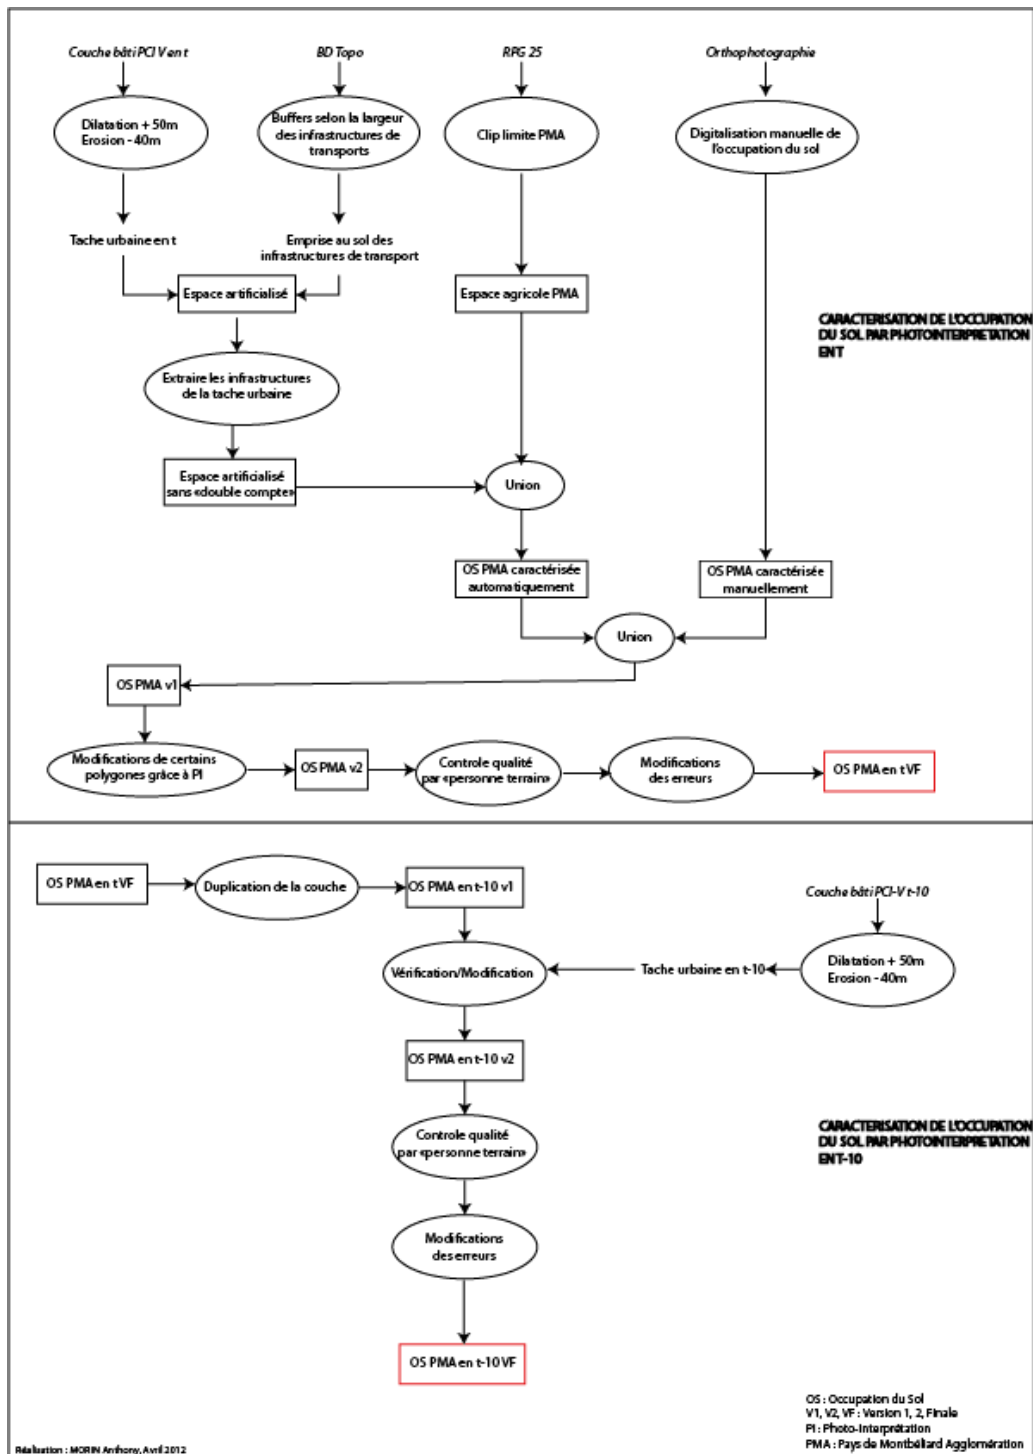 Couche bâti PCI V en t
BD Topo
RPG 25
Orthophotographie
Dilatation + 50m
Erosion - 40m
Buffers selon la largeur
des infrastructures de
transports
Clip limite PMA
Digitalisation manuelle de
l'occupation du sol
Tache urbaine en t
Emprise au sol des
infrastructures de transport
Espace artificialisé
Espace agricole PMA
CARACTERISATION DE L'OCCUPATION
DU SOL PAR PHOTOINTERPRETATION
EN T
Extraire les infrastructures
de la tache urbaine
Espace artificialisé
sans «double compte»
Union
OS PMA caractérisée
automatiquement
OS PMA caractérisée
manuellement
Union
OS PMA v1
Modifications de certains
polygones grâce à PI
OS PMA v2
Controle qualité
par «personne terrain»
Modifications
des erreurs
OS PMA en t VF
OS PMA en t VF
Duplication de la couche
OS PMA en t-10 v1
Couche bâti PCI-V t-10
Vérification/Modification
Tache urbaine en t-10
Dilatation + 50m
Erosion - 40m
OS PMA en t-10 v2
Controle qualité
par «personne terrain»
CARACTERISATION DE L'OCCUPATION
DU SOL PAR PHOTOINTERPRETATION
EN T-10
Modifications
des erreurs
OS PMA en t-10 VF
OS : Occupation du Sol
V1, V2, VF : Version 1, 2, Finale
PI : Photo-Interprétation
PMA : Pays de Montbéliard Agglomération
Réalisation : MORIN Anthony, Avril 2012